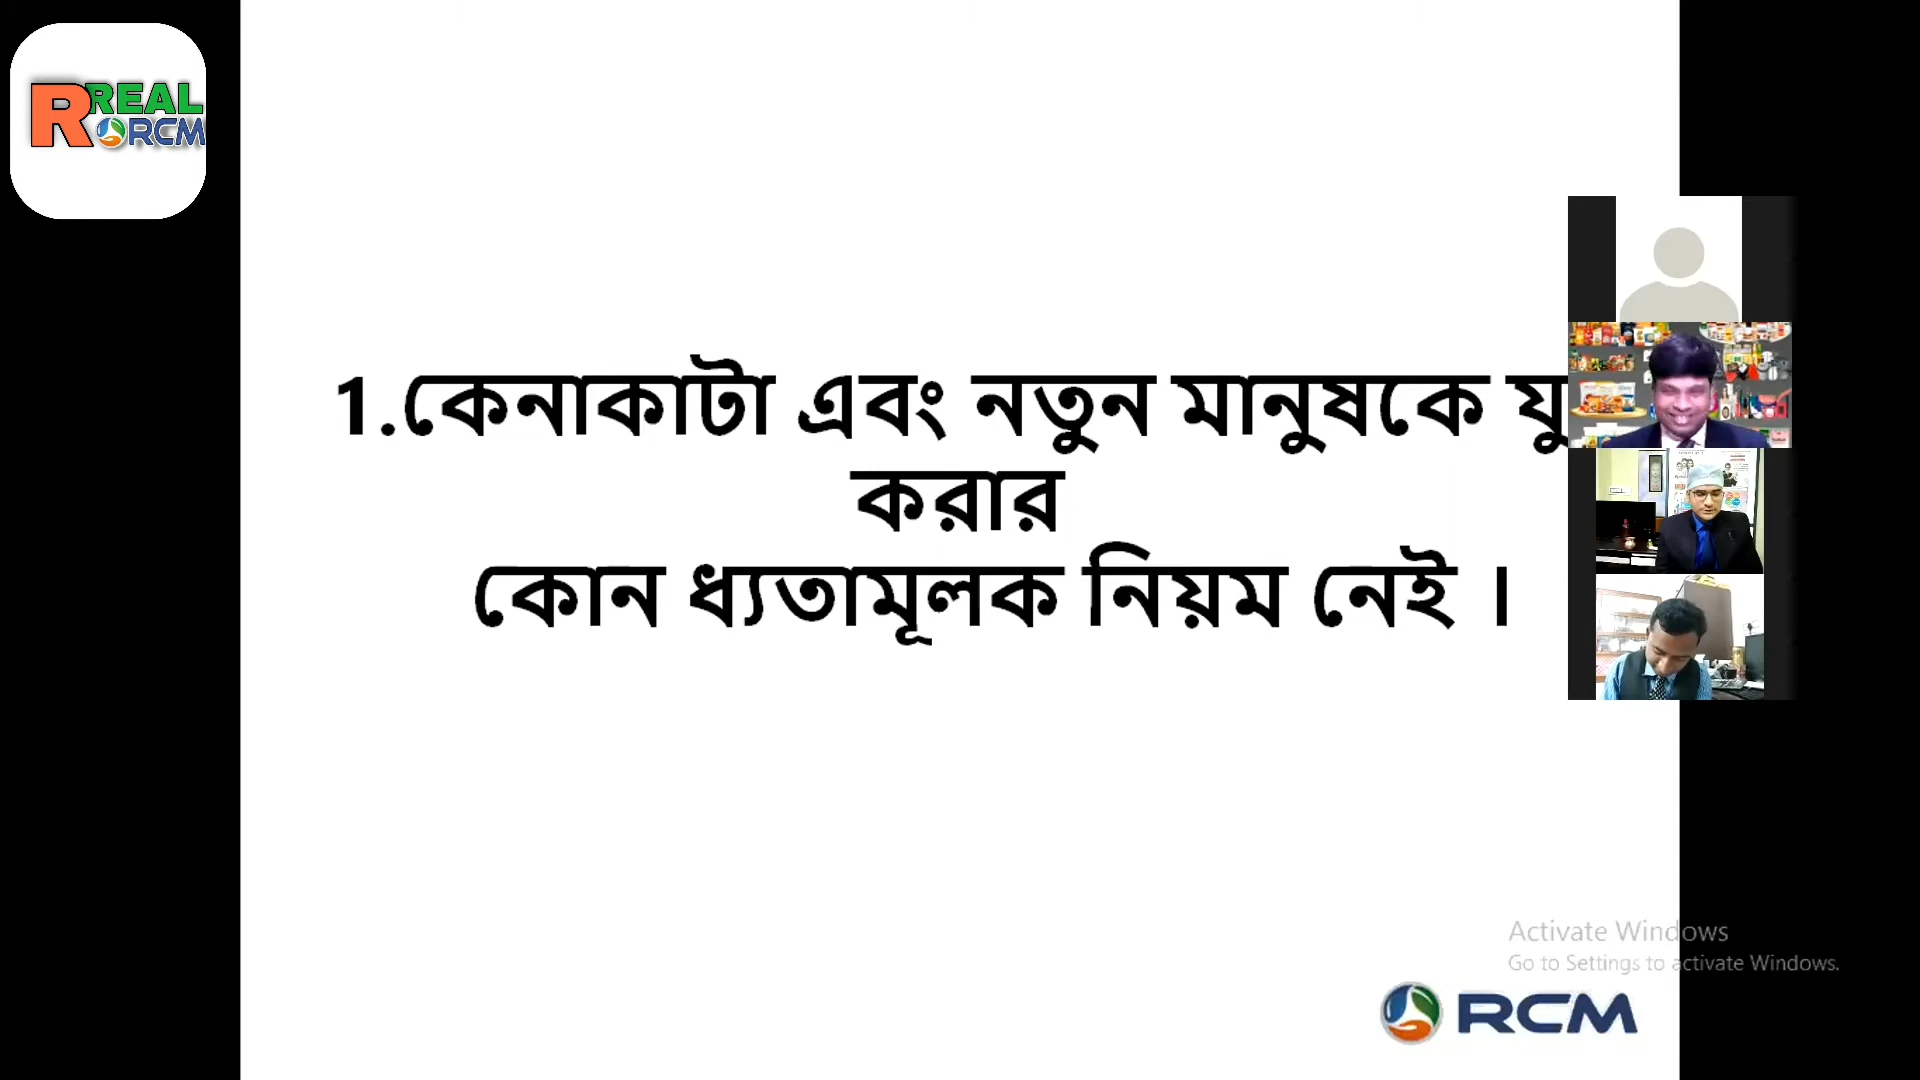 R REAL
RCM
1.কেনাকাটা এবং নতুন মানুষকে
করার
কোন ধ্যতামূলক নিয়ম নেই ।
Activate Windows
Go to Settings to activate Windows.
RCM